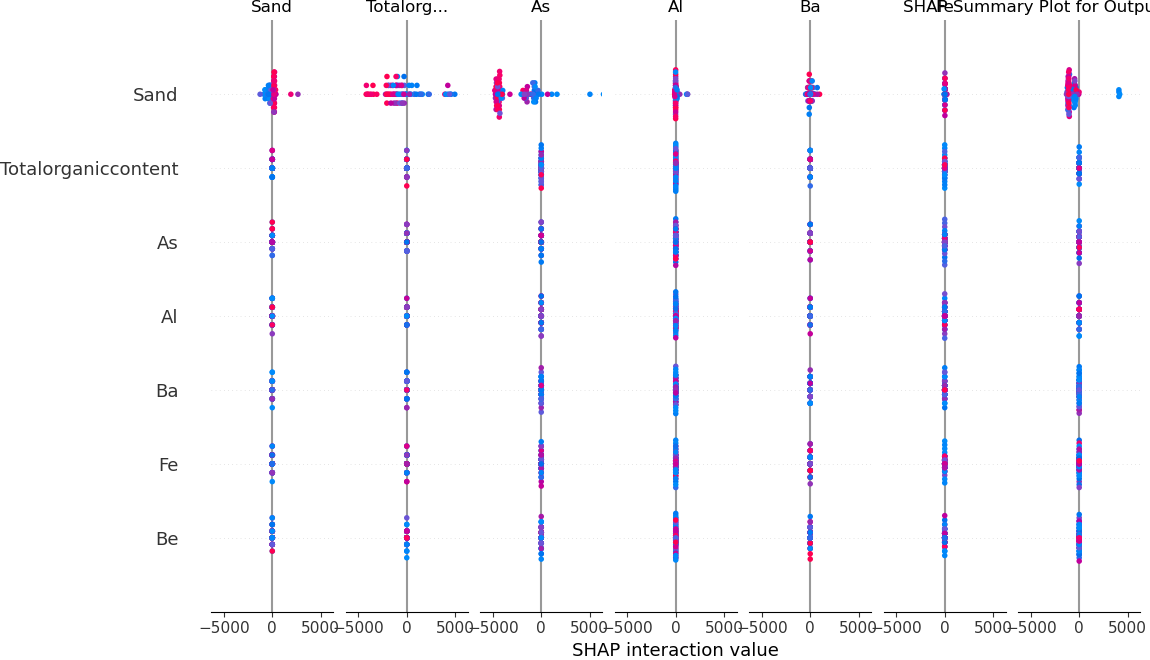 Sand Totalorg... As Al Ba Fe SHAP Summary Plot for Outpu
Sand
Totalorganiccontent
As
Al
Ba
Fe
Be
−5000 0 5000 −5000 0 5000 −5000 0 5000 −5000 0 5000 −5000 0 5000 −5000 0 5000 −5000 0 5000
SHAP interaction value